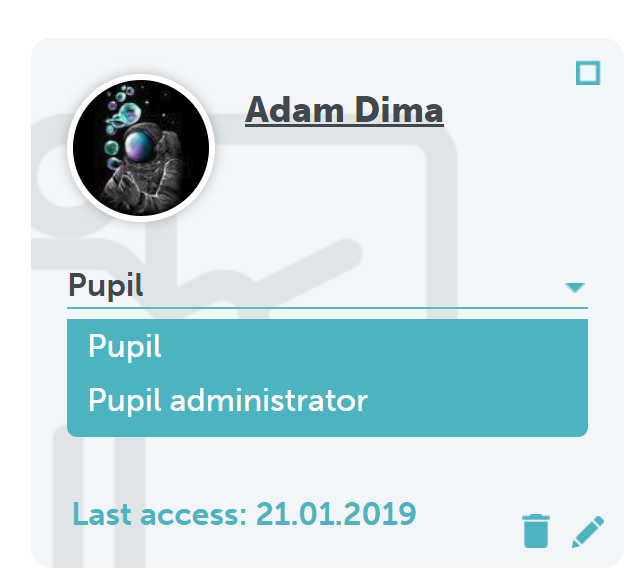 Adam Dima
Pupil
Pupil
Pupil administrator
Last access: 21.01.2019